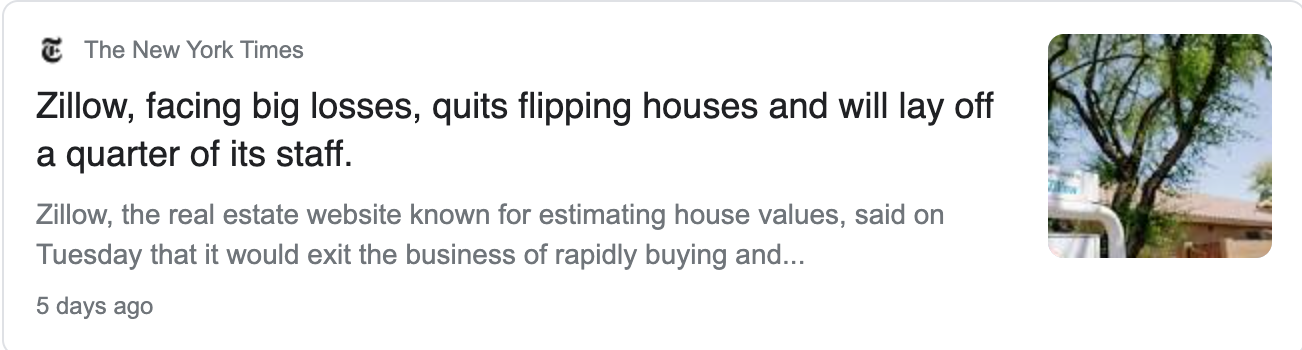 The New York Times
Zillow, facing big losses, quits flipping houses and will lay off
a quarter of its staff.
Zillow, the real estate website known for estimating house values, said on
Tuesday that it would exit the business of rapidly buying and...
5 days ago
Zillow